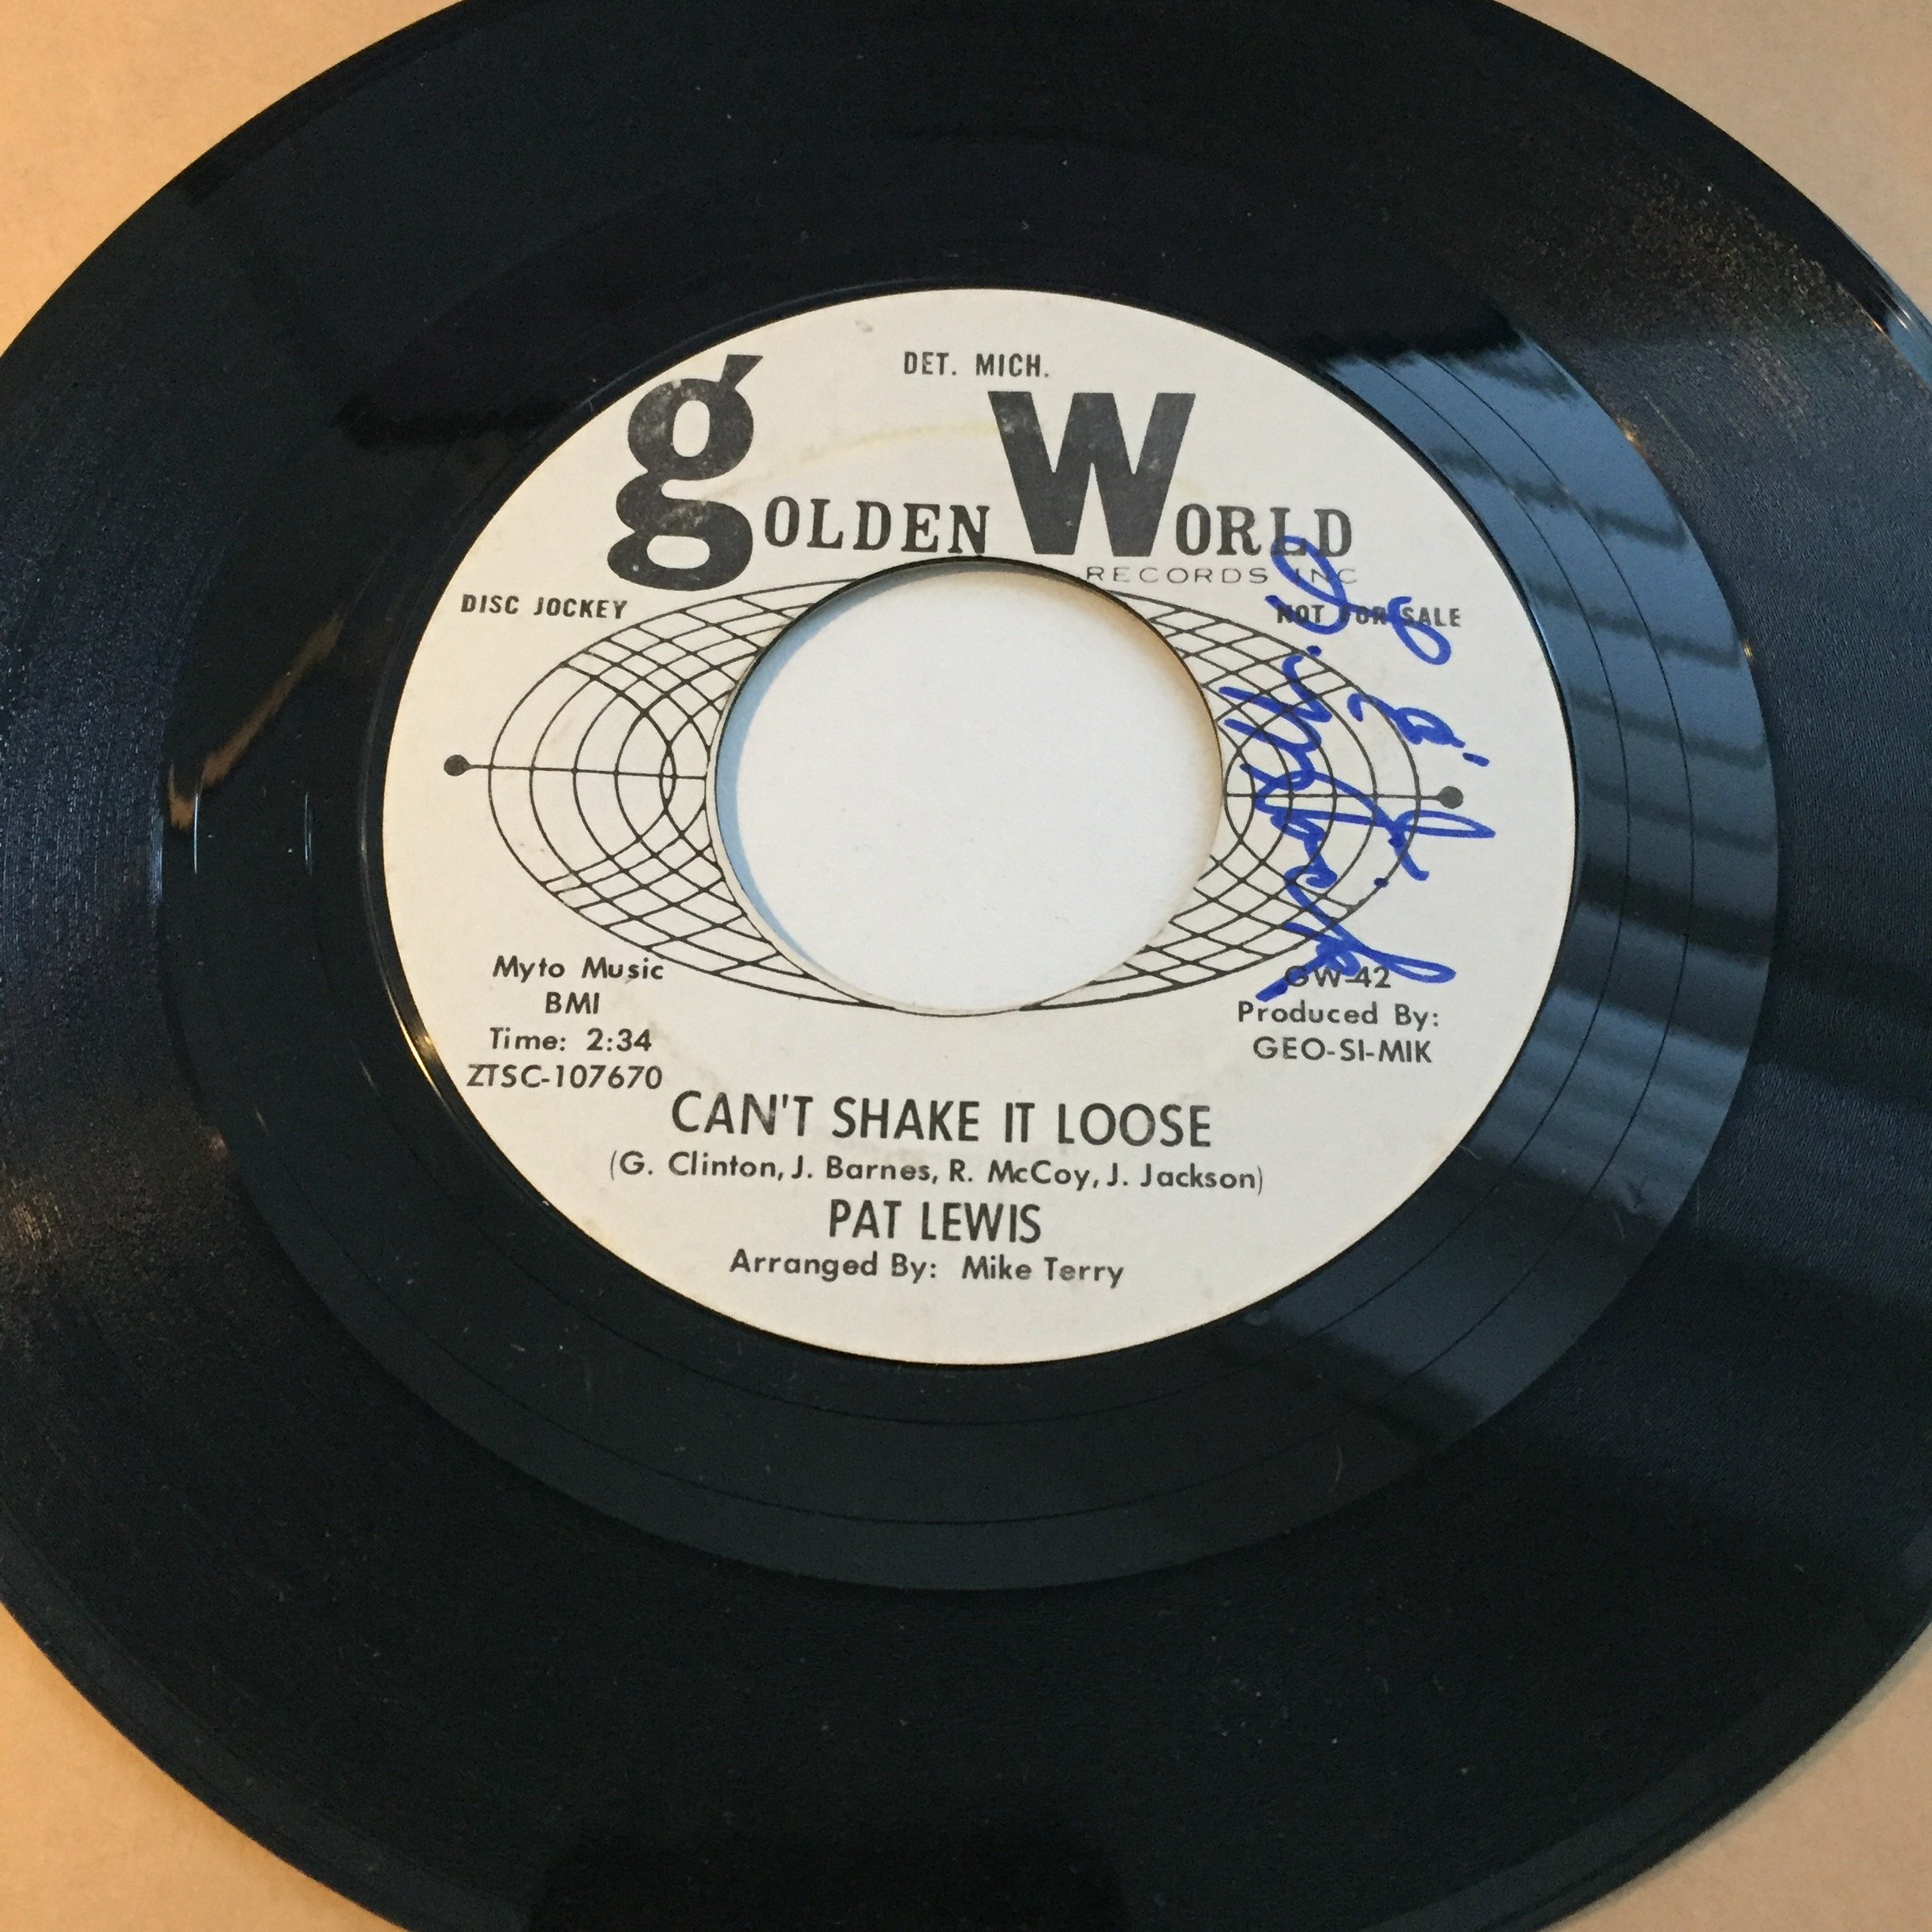 DET. MICH.
gOLDEN WORLD
RECORDS INC
DISC JOCKEY
NOT FOR SALE
Myto Music
BMI
Time: 2:34
ZTSC-107670
GW-42
Produced By:
GEO-SI-MIK
CAN'T SHAKE IT LOOSE
(G. Clinton, J. Barnes, R. McCoy, J. Jackson)
PAT LEWIS
Arranged By: Mike Terry